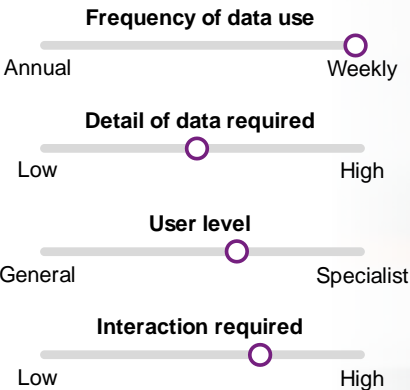 Frequency of data use
Annual Weekly
Detail of data required
Low High
User level
General Specialist
Interaction required
Low High